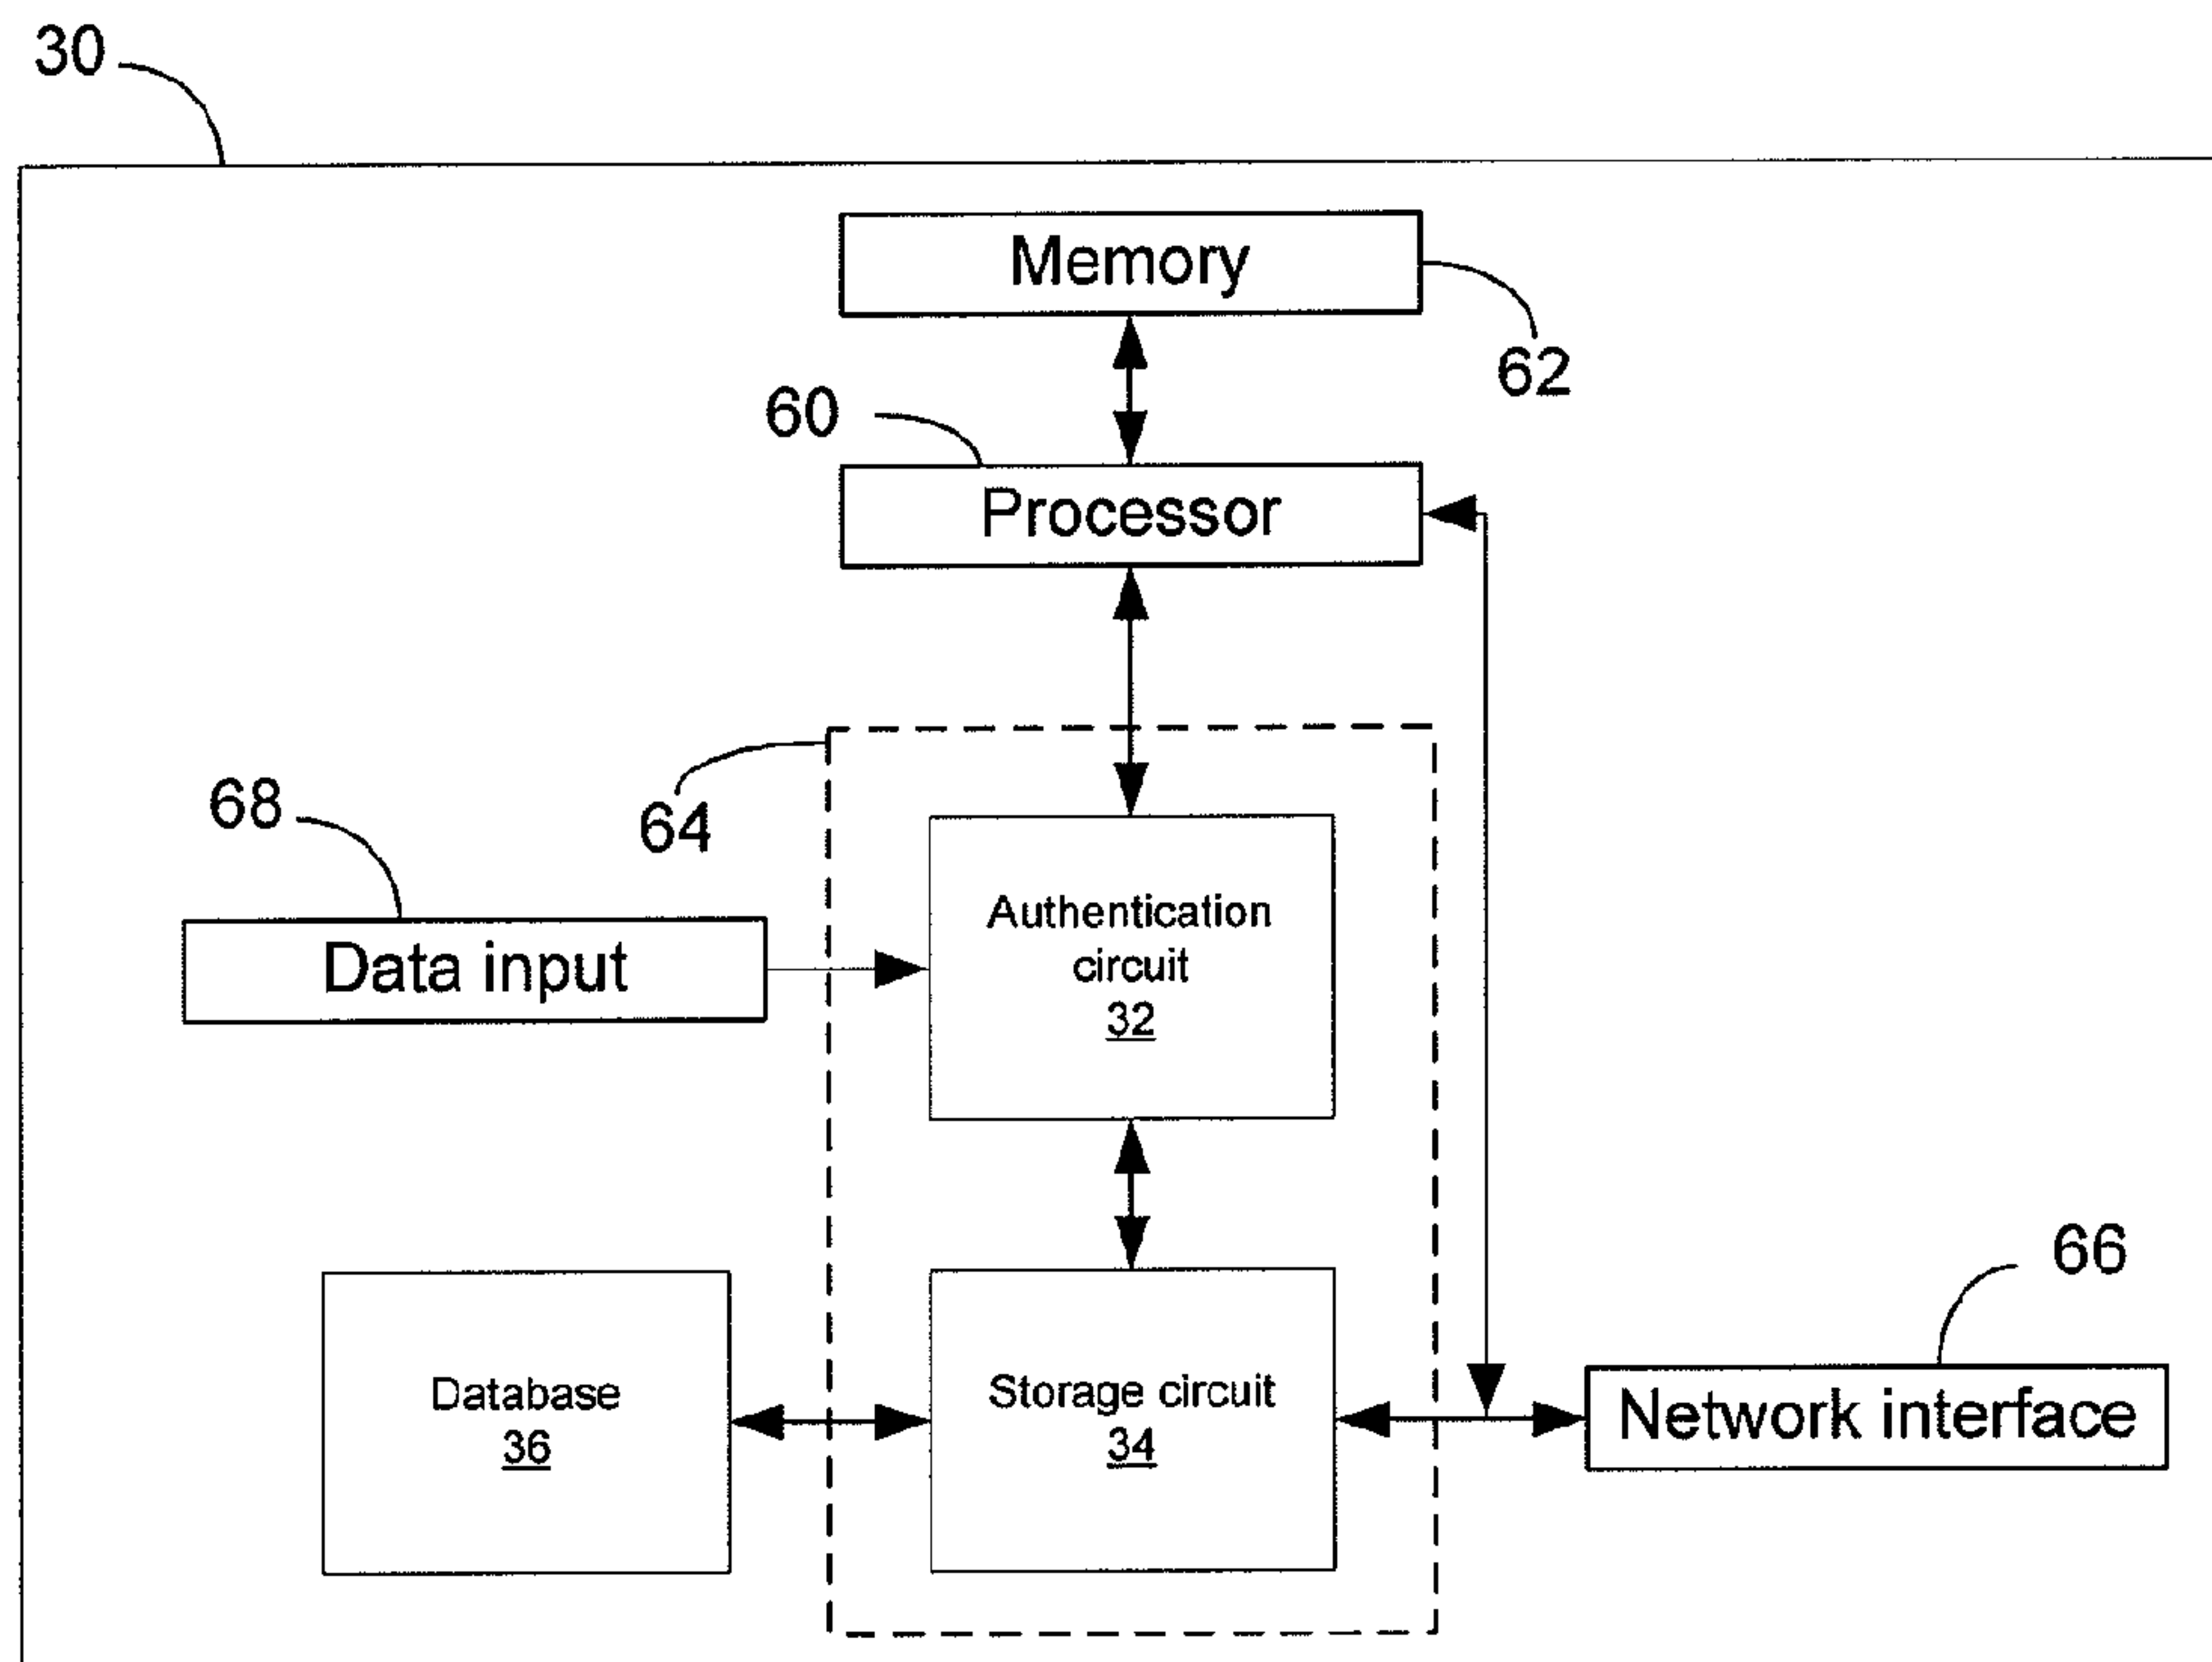 30
Memory
62
60
Processor
68
64
Data input
Authentication
circuit
32
66
Database
36
Storage circuit
34
Network interface